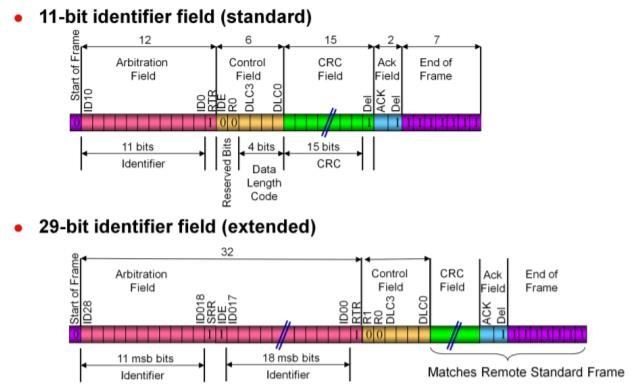 • 11-bit identifier field (standard)
12 6 15 2 7
Start of Frame
Arbitration
Field
Control
Field
CRC
Field
Ack
Field
End of
Frame
ID10
ID0
RTR
IDE
R0
DLC3
DLC0
Del
ACK
Del
0 1 0 0 1 1 1 1 1 1 1 1 1
11 bits
Identifier
Reserved Bits
4 bits
Data
Length
Code
15 bits
CRC
• 29-bit identifier field (extended)
32
Start of Frame
Arbitration
Field
Control
Field
CRC
Field
Ack
Field
End of
Frame
ID28
ID018
SRR
IDE
ID017
ID00
RTR
R1
R0
DLC3
DLC0
ACK
Del
0 1 1 1 0 0 1 1 1 1 1 1 1 1
11 msb bits
Identifier
18 msb bits
Identifier
Matches Remote Standard Frame